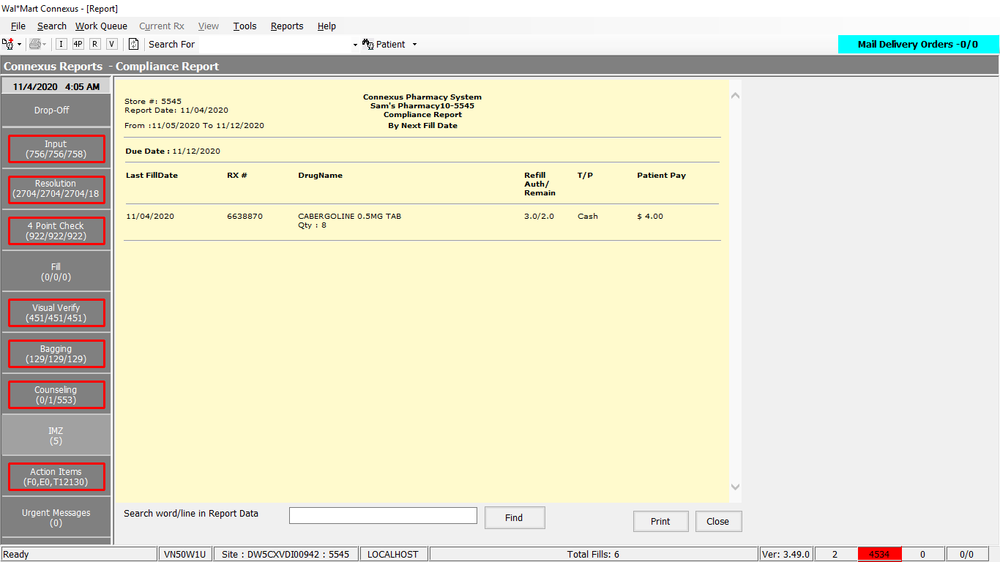 Wal*Mart Connexus - [Report]
File Search Work Queue Current Rx View Tools Reports Help
I 4P R V Search For Patient Mail Delivery Orders -0/0
Connexus Reports - Compliance Report
11/4/2020 4:05 AM
Drop-Off
Input
(756/756/758)
Resolution
(2704/2704/2704/18
4 Point Check
(922/922/922)
Fill
(0/0/0)
Visual Verify
(451/451/451)
Bagging
(129/129/129)
Counseling
(0/1/553)
IMZ
(5)
Action Items
(F0,E0,T12130)
Urgent Messages
(0)
Connexus Pharmacy System
Store #: 5545
Sam's Pharmacy10-5545
Report Date: 11/04/2020
Compliance Report
From :11/05/2020 To 11/12/2020
By Next Fill Date
Due Date : 11/12/2020
Last FillDate RX # DrugName Refill Auth/ Remain T/P Patient Pay
11/04/2020 6638870 CABERGOLINE 0.5MG TAB 3.0/2.0 Cash $ 4.00
Qty : 8
Search word/line in Report Data Find Print Close
Ready VN50W1U Site : DW5CXVDI00942 : 5545 LOCALHOST Total Fills: 6 Ver: 3.49.0 2 4534 0 0/0